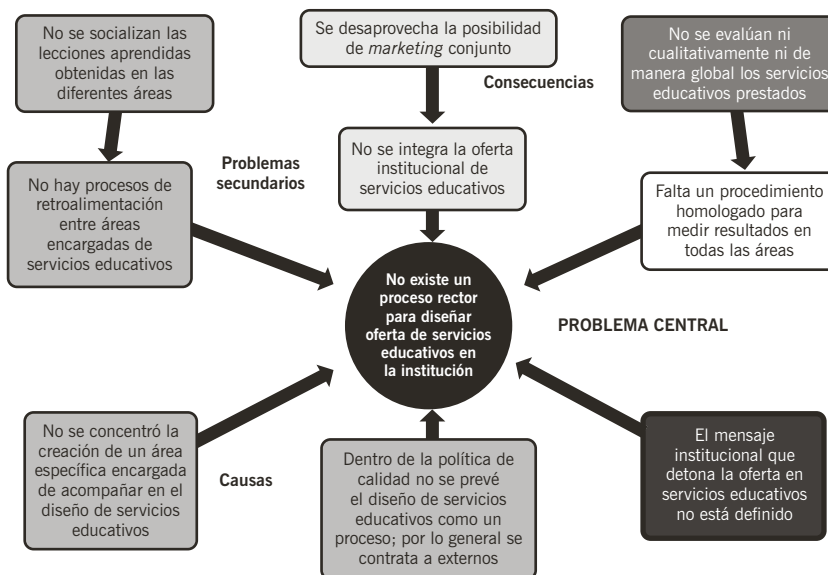 No se socializan las
lecciones aprendidas
obtenidas en las
diferentes áreas
Se desaprovecha la posibilidad
de marketing conjunto
No se evalúan ni
cualitativamente ni de
manera global los servicios
educativos prestados
Consecuencias
No hay procesos de
retroalimentación
entre áreas
encargadas de
servicios educativos
Problemas
secundarios
No se integra la oferta
institucional de
servicios educativos
Falta un procedimiento
homologado para
medir resultados en
todas las áreas
No existe un
proceso rector
para diseñar
oferta de servicios
educativos en
la institución
PROBLEMA CENTRAL
No se concentró la
creación de un área
específica encargada
de acompañar en el
diseño de servicios
educativos
Causas
Dentro de la política de
calidad no se prevé
el diseño de servicios
educativos como un
proceso; por lo general se
contrata a externos
El mensaje
institucional que
detona la oferta en
servicios educativos
no está definido